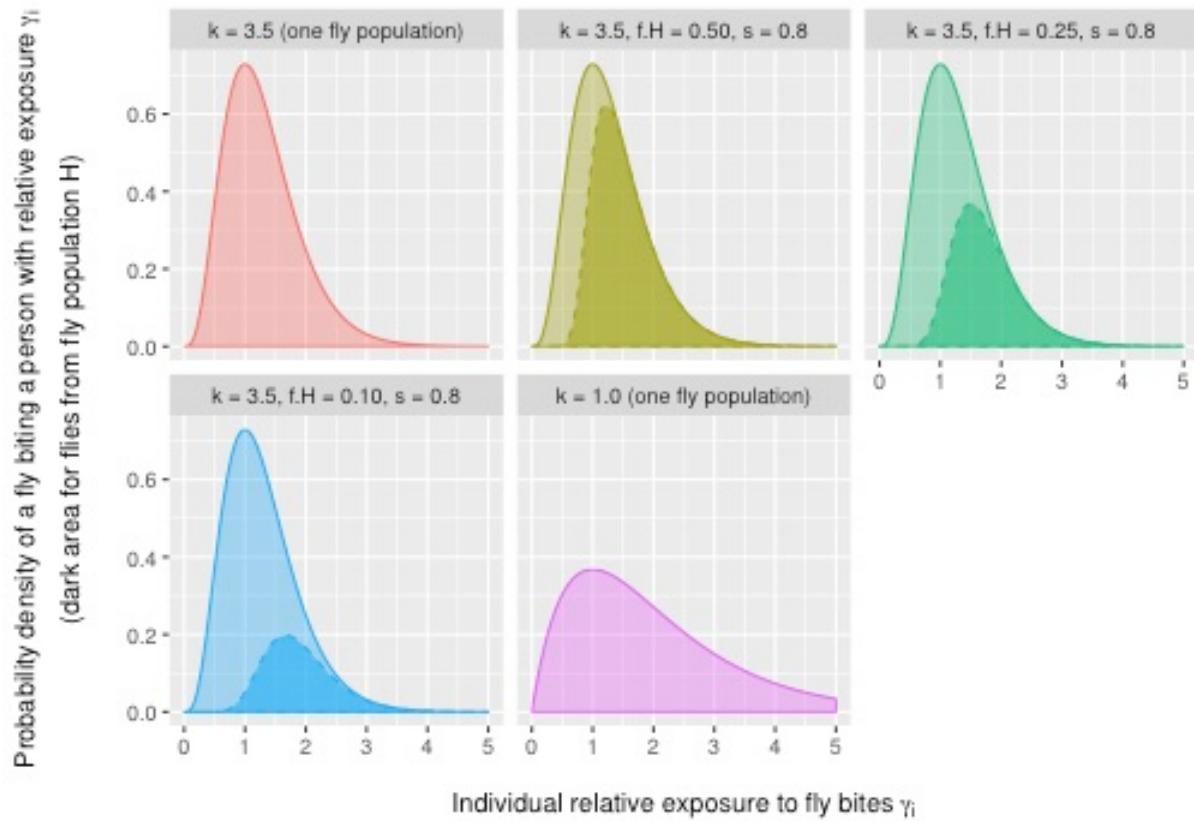 Probability density of a fly biting a person with relative exposure γi
(dark area for flies from fly population H)
k = 3.5 (one fly population)
k = 3.5, f.H = 0.50, s = 0.8
k = 3.5, f.H = 0.25, s = 0.8
0.6
0.4
0.2
0.0
0 1 2 3 4 5
k = 3.5, f.H = 0.10, s = 0.8
k = 1.0 (one fly population)
0.6
0.4
0.2
0.0
0 1 2 3 4 5
0 1 2 3 4 5
Individual relative exposure to fly bites γi